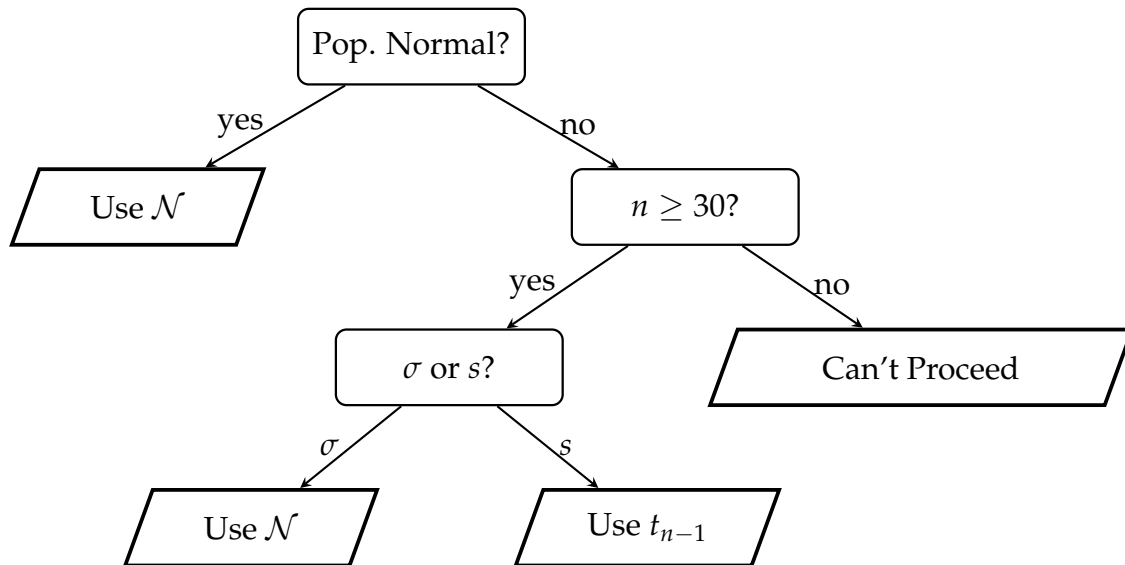 Pop. Normal?
yes
no
Use 𝒩
n ≥ 30?
yes
no
σ or s?
Can't Proceed
σ
s
Use 𝒩
Use tₙ₋₁